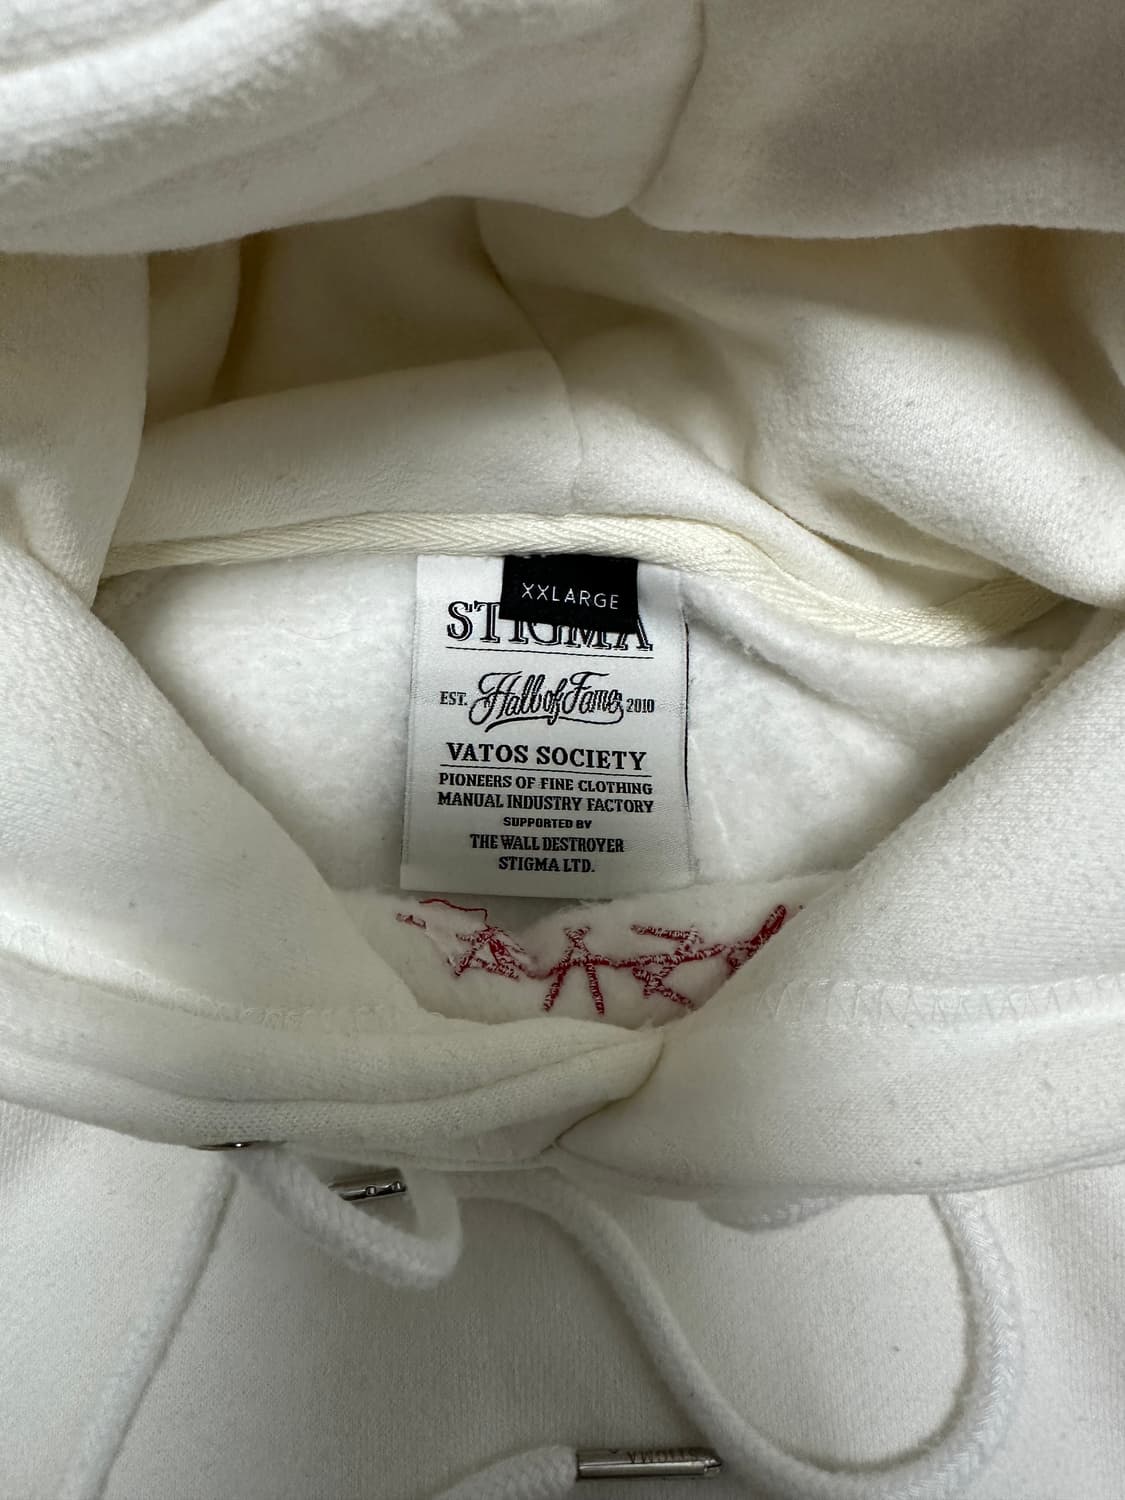 XXLARGE
STIGMA
EST. Hall of Fame 2010
VATOS SOCIETY
PIONEERS OF FINE CLOTHING
MANUAL INDUSTRY FACTORY
SUPPORTED BY
THE WALL DESTROYER
STIGMA LTD.
STIGMA